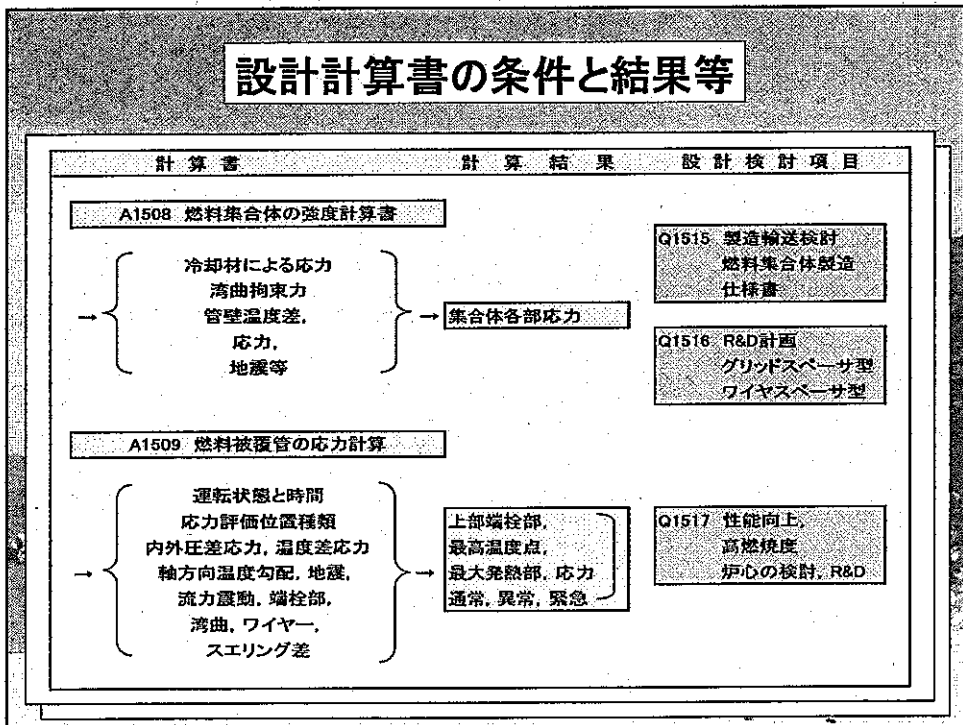 設計計算書の条件と結果等
計算書 計算結果 設計検討項目
A1508 燃料集合体の強度計算書
冷却材による応力
湾曲拘束力
管壁温度差,
応力,
地震等
→
→ 集合体各部応力
Q1515 製造輸送検討
燃料集合体製造
仕様書
Q1516 R&D計画
グリッドスペーサ型
ワイヤスペーサ型
A1509 燃料被覆管の応力計算
運転状態と時間
応力評価位置種類
内外圧差応力, 温度差応力
→ 軸方向温度勾配, 地震,
流力震動, 端栓部,
湾曲, ワイヤー,
スエリング差
→
上部端栓部,
最高温度点,
最大発熱部, 応力
通常, 異常, 緊急
Q1517 性能向上,
高燃焼度
炉心の検討, R&D